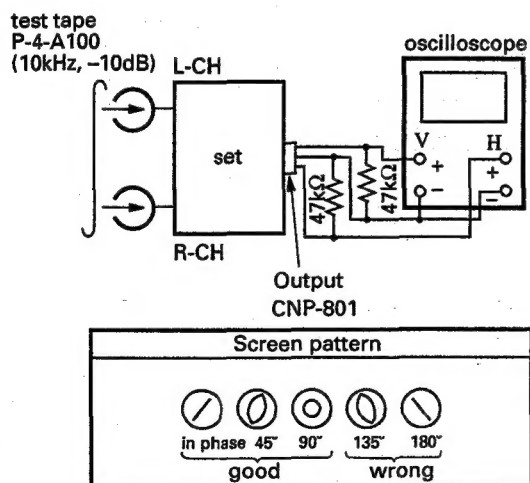 test tape
P-4-A100
(10kHz, –10dB)
L-CH
oscilloscope
set
V
H
+
+
–
–
47kΩ
47kΩ
R-CH
Output
CNP-801
Screen pattern
in phase 45° 90° 135° 180°
good wrong